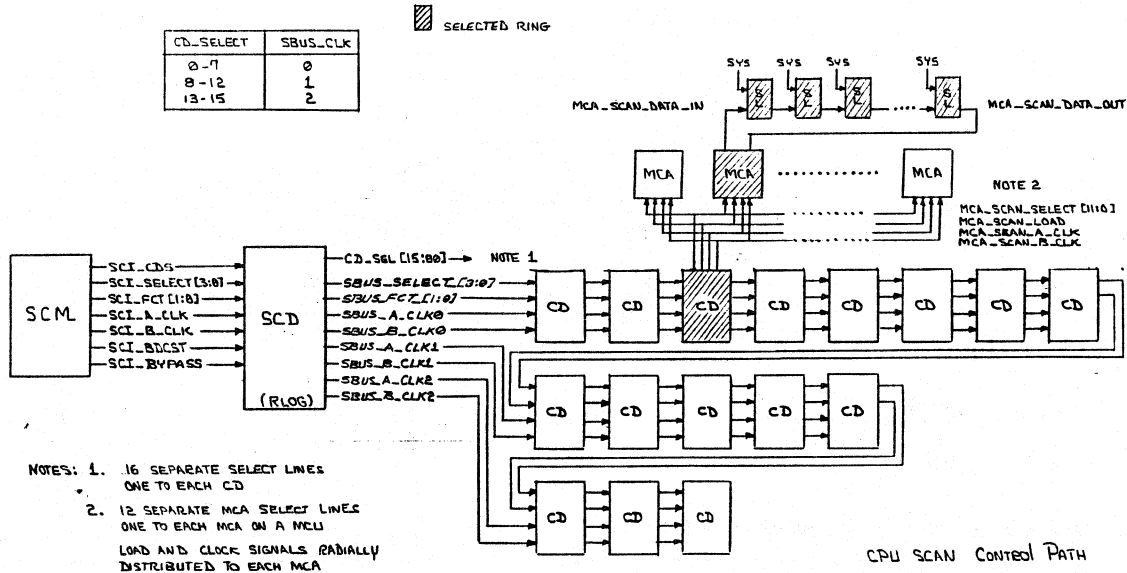 SELECTED RING
CD_SELECT SBUS_CLK
0-7 0
8-12 1
13-15 2
SYS SYS SYS SYS
MCA_SCAN_DATA_IN SL SL SL ..... SL MCA_SCAN_DATA_OUT
MCA MCA MCA
NOTE 2
MCA_SCAN_SELECT [11:0]
MCA_SCAN_LOAD
MCA_SCAN_A_CLK
MCA_SCAN_B_CLK
SCM
SCI_CDS
SCI_SELECT [3:0]
SCI_FCT [1:0]
SCI_A_CLK
SCI_B_CLK
SCI_BDCST
SCI_BYPASS
SCD
(RLOG)
CD_SEL [15:00] NOTE 1
SBUS_SELECT [3:0]
SBUS_FCT [1:0]
SBUS_A_CLK0
SBUS_B_CLK0
SBUS_A_CLK1
SBUS_B_CLK1
SBUS_A_CLK2
SBUS_B_CLK2
CD CD CD CD CD CD CD CD
CD CD CD CD CD
CD CD CD
NOTES: 1. 16 SEPARATE SELECT LINES
ONE TO EACH CD
2. 12 SEPARATE MCA SELECT LINES
ONE TO EACH MCA ON A MCU
LOAD AND CLOCK SIGNALS RADIALLY
DISTRIBUTED TO EACH MCA
CPU SCAN CONTROL PATH